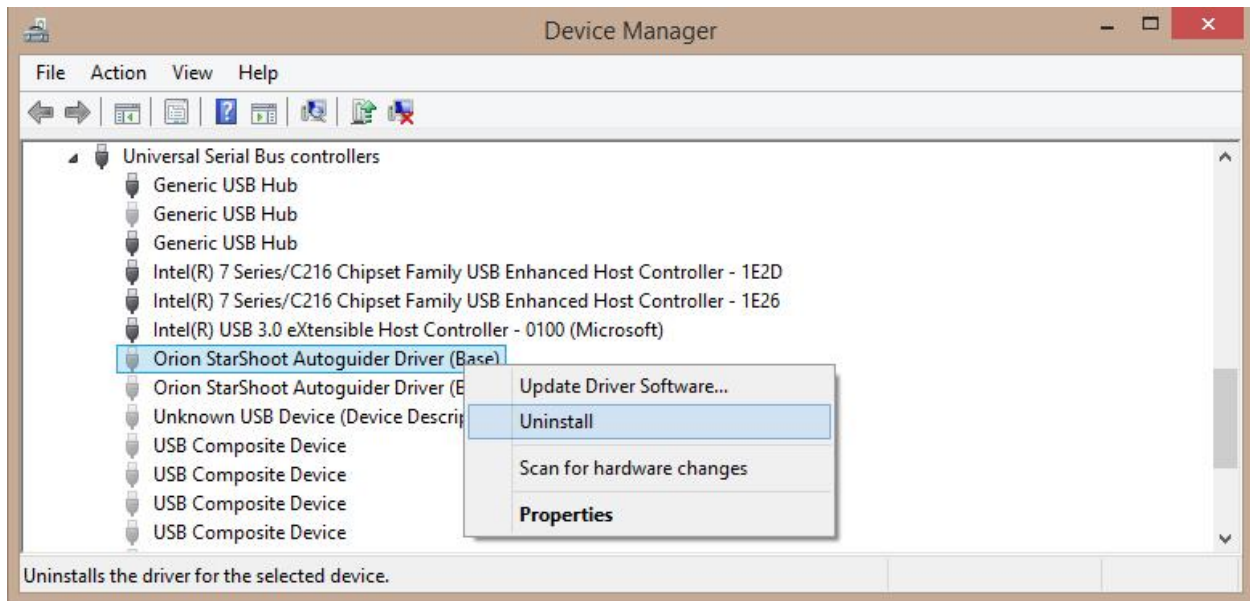 Device Manager
File Action View Help
Universal Serial Bus controllers
Generic USB Hub
Generic USB Hub
Generic USB Hub
Intel(R) 7 Series/C216 Chipset Family USB Enhanced Host Controller - 1E2D
Intel(R) 7 Series/C216 Chipset Family USB Enhanced Host Controller - 1E26
Intel(R) USB 3.0 eXtensible Host Controller - 0100 (Microsoft)
Orion StarShoot Autoguider Driver (Base)
Orion StarShoot Autoguider Driver (
Unknown USB Device (Device
USB Composite Device
USB Composite Device
USB Composite Device
USB Composite Device
Update Driver Software...
Uninstall
Scan for hardware changes
Properties
Uninstalls the driver for the selected device.